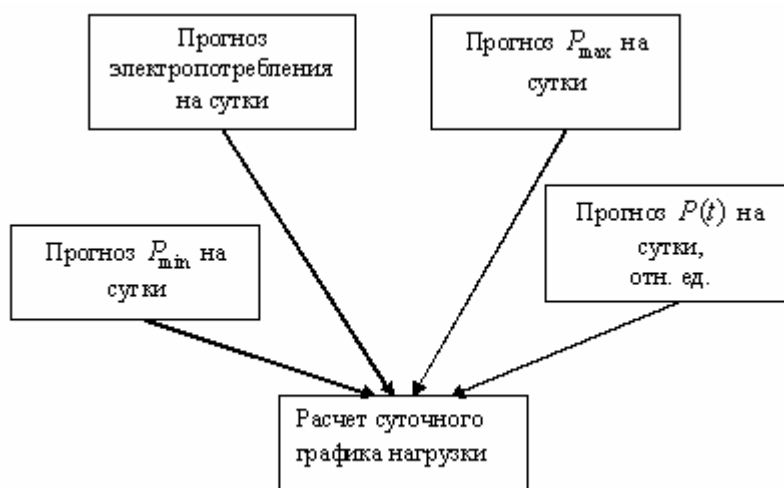 Прогноз
электропотребления
на сутки
Прогноз P_max на
сутки
Прогноз P_min на
сутки
Прогноз P(t) на
сутки,
отн. ед.
Расчет суточного
графика нагрузки